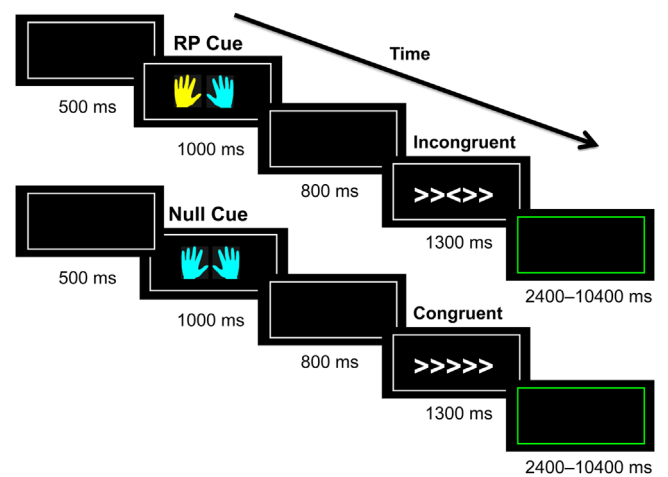 RP Cue
Time
500 ms
1000 ms
Incongruent
800 ms
>><>>
1300 ms
2400–10400 ms
Null Cue
500 ms
1000 ms
Congruent
800 ms
>>>>>
1300 ms
2400–10400 ms